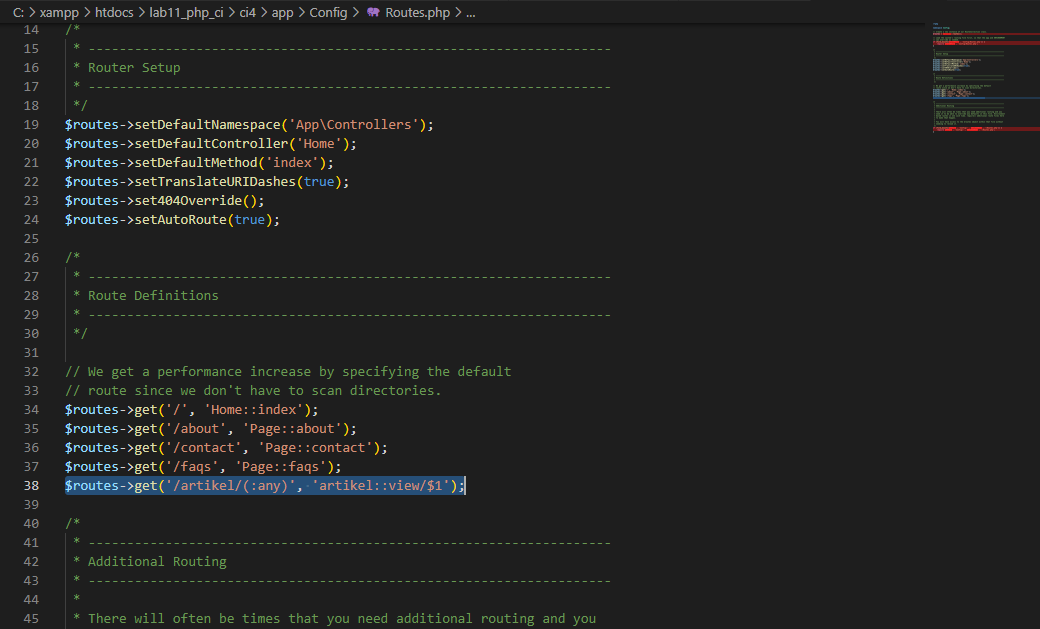 C: > xampp > htdocs > lab11_php_ci > ci4 > app > Config > Routes.php > ...
14 /*
15 * --------------------------------------------------------------------
16 * Router Setup
17 * --------------------------------------------------------------------
18 */
19 $routes->setDefaultNamespace('App\Controllers');
20 $routes->setDefaultController('Home');
21 $routes->setDefaultMethod('index');
22 $routes->setTranslateURIDashes(true);
23 $routes->set404Override();
24 $routes->setAutoRoute(true);
25
26 /*
27 * --------------------------------------------------------------------
28 * Route Definitions
29 * --------------------------------------------------------------------
30 */
31
32 // We get a performance increase by specifying the default
33 // route since we don't have to scan directories.
34 $routes->get('/', 'Home::index');
35 $routes->get('/about', 'Page::about');
36 $routes->get('/contact', 'Page::contact');
37 $routes->get('/faqs', 'Page::faqs');
38 $routes->get('/artikel/(:any)', 'artikel::view/$1');
39
40 /*
41 * --------------------------------------------------------------------
42 * Additional Routing
43 * --------------------------------------------------------------------
44 *
45 * There will often be times that you need additional routing and you